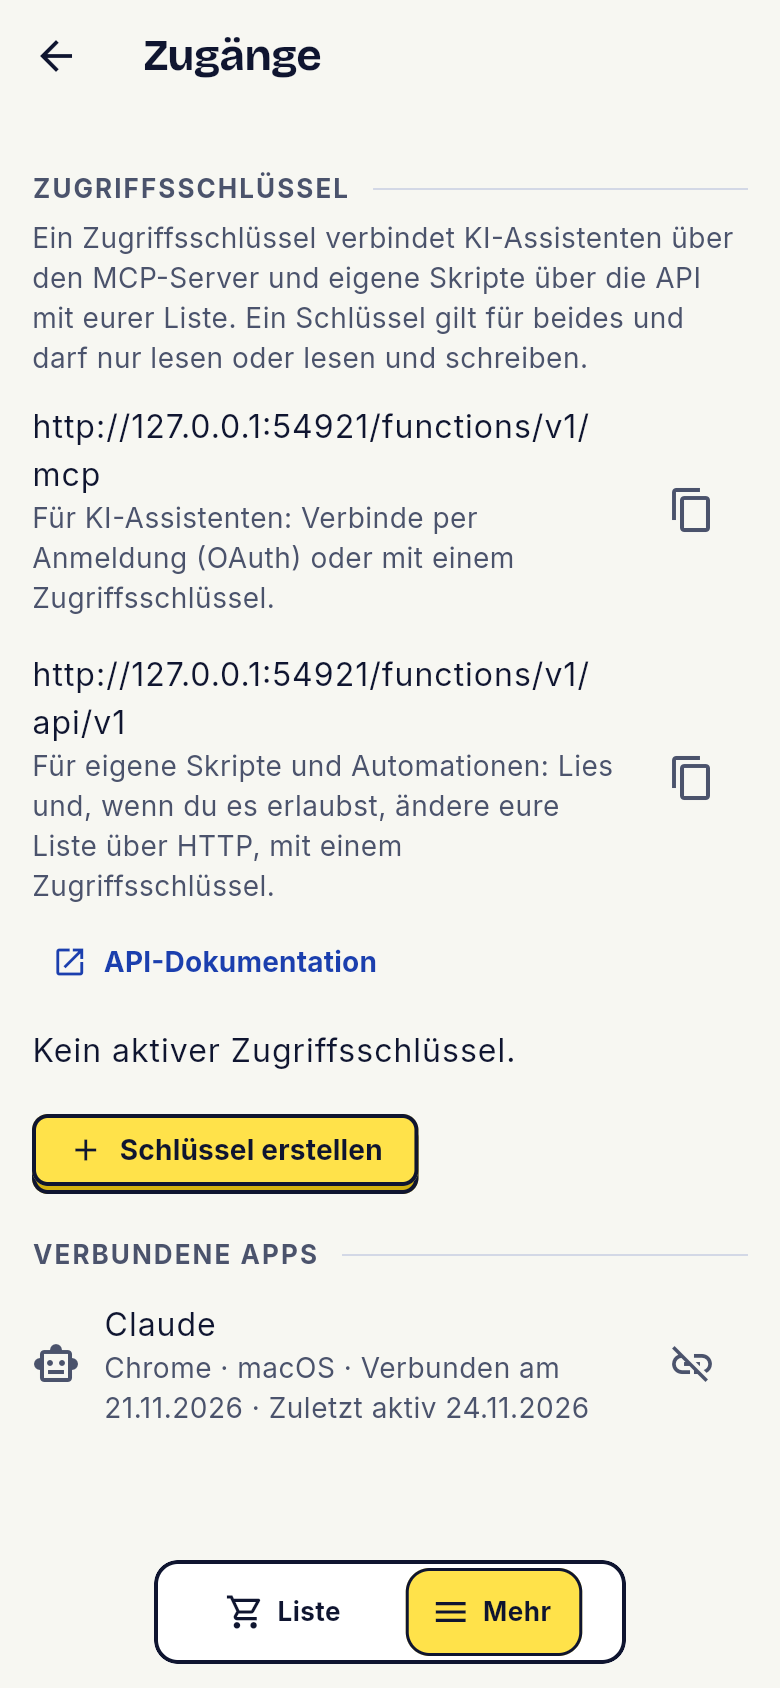 Zugänge
ZUGRIFFSSCHLÜSSEL
Ein Zugriffsschlüssel verbindet KI-Assistenten über
den MCP-Server und eigene Skripte über die API
mit eurer Liste. Ein Schlüssel gilt für beides und
darf nur lesen oder lesen und schreiben.
http://127.0.0.1:54921/functions/v1/
mcp
Für KI-Assistenten: Verbinde per
Anmeldung (OAuth) oder mit einem
Zugriffsschlüssel.
http://127.0.0.1:54921/functions/v1/
api/v1
Für eigene Skripte und Automationen: Lies
und, wenn du es erlaubst, ändere eure
Liste über HTTP, mit einem
Zugriffsschlüssel.
API-Dokumentation
Kein aktiver Zugriffsschlüssel.
Schlüssel erstellen
VERBUNDENE APPS
Claude
Chrome · macOS · Verbunden am
21.11.2026 · Zuletzt aktiv 24.11.2026
Liste
Mehr